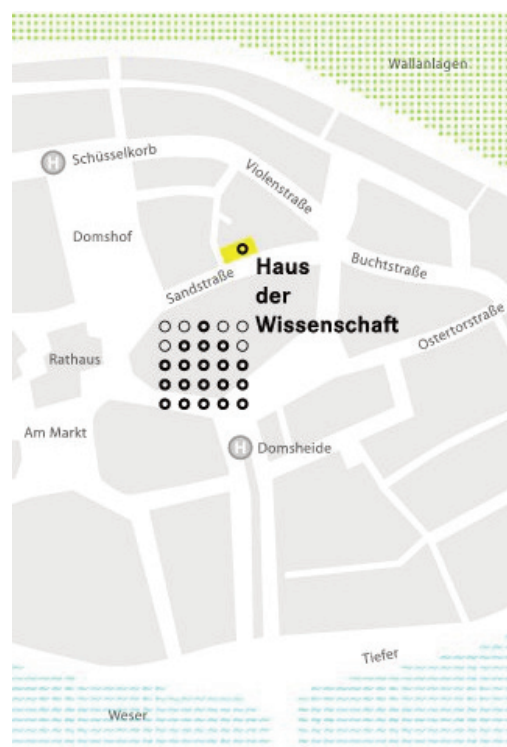 Wallanlagen
H Schüsselkorb
Violenstraße
Domshof
Buchtstraße
Sandstraße
Haus
der
Wissenschaft
Ostertorstraße
Rathaus
Am Markt
H Domsheide
Tiefer
Weser